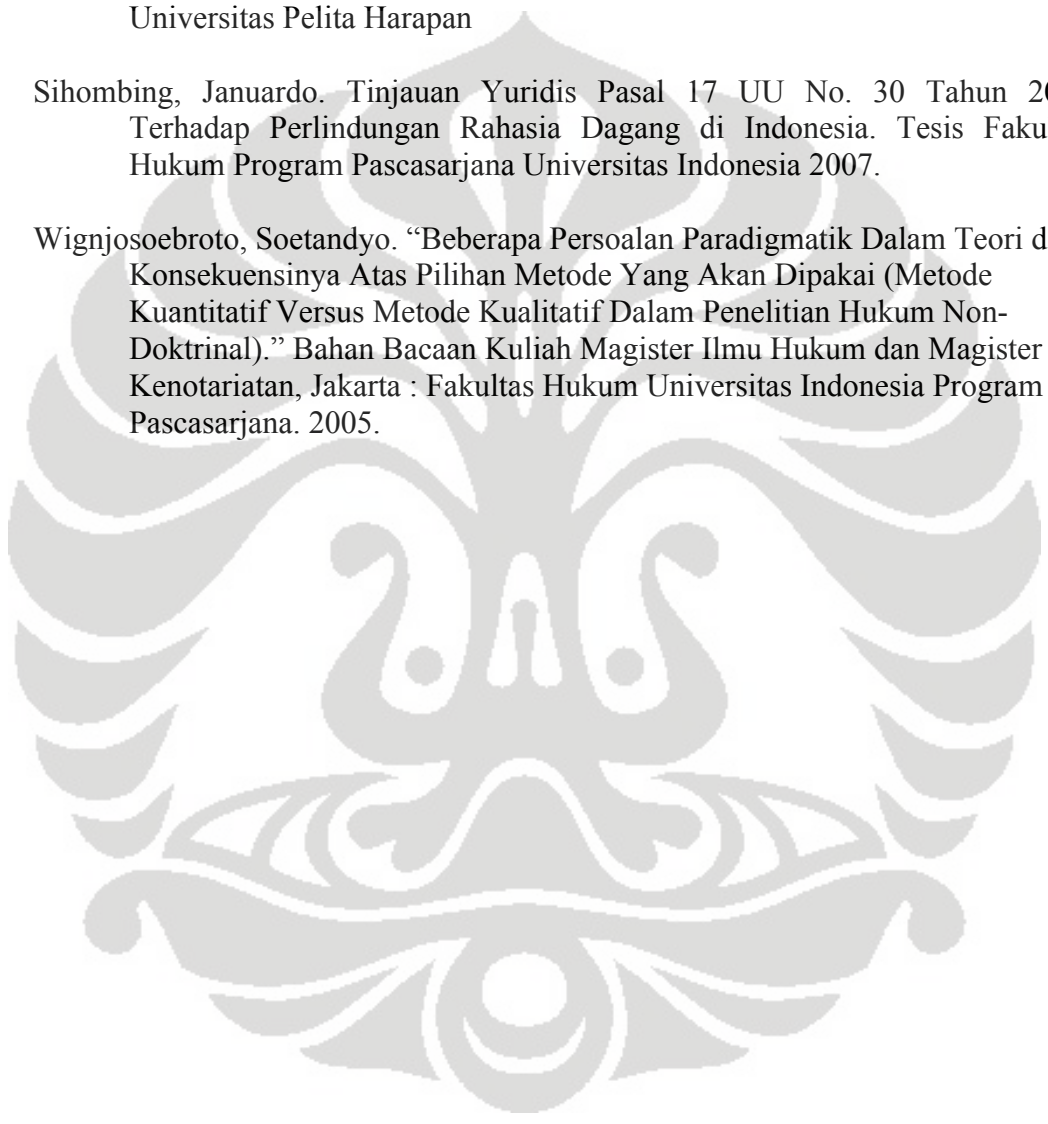 Universitas Pelita Harapan
Sihombing, Januardo. Tinjauan Yuridis Pasal 17 UU No. 30 Tahun
Terhadap Perlindungan Rahasia Dagang di Indonesia. Tesis
Hukum Program Pascasarjana Universitas Indonesia 2007.
Wignjosoebroto, Soetandyo. “Beberapa Persoalan Paradigmatik Dalam Teori
Konsekuensinya Atas Pilihan Metode Yang Akan Dipakai (Metode
Kuantitatif Versus Metode Kualitatif Dalam Penelitian Hukum Non-
Doktrinal).” Bahan Bacaan Kuliah Magister Ilmu Hukum dan Magister
Kenotariatan, Jakarta : Fakultas Hukum Universitas Indonesia Program
Pascasarjana. 2005.